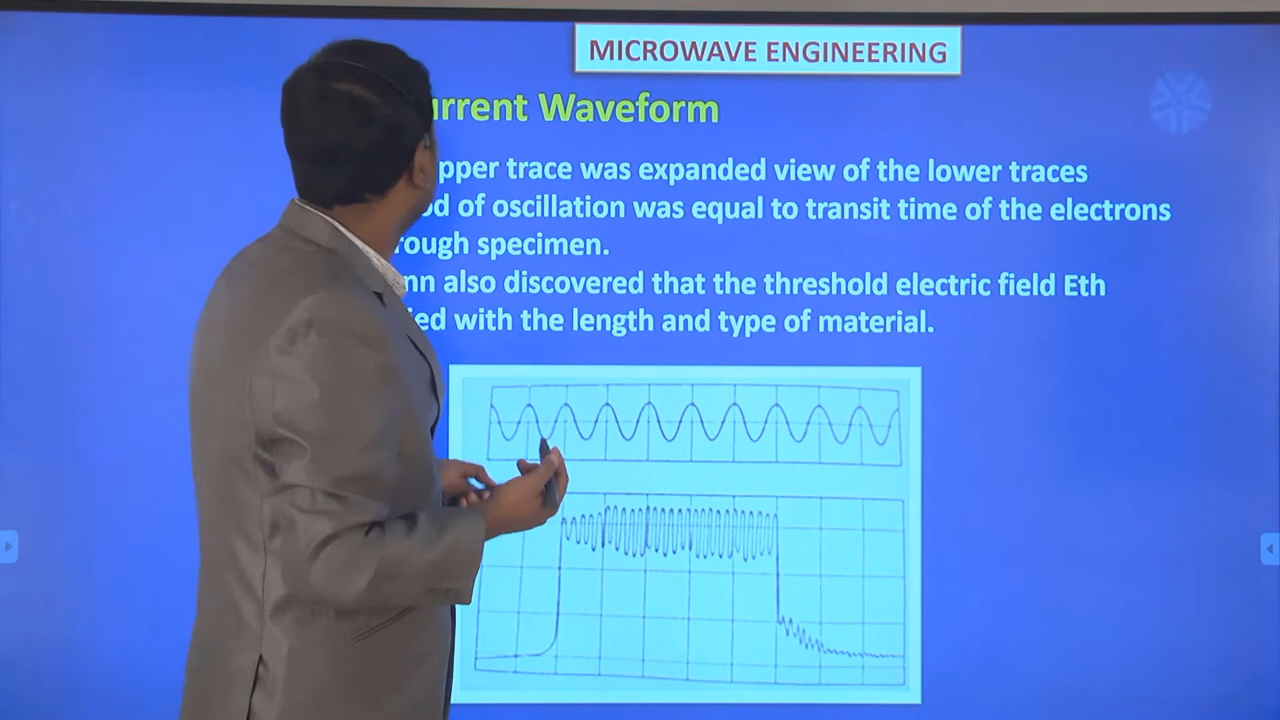 MICROWAVE ENGINEERING
urrent Waveform
pper trace was expanded view of the lower traces
od of oscillation was equal to transit time of the electrons
rough specimen.
nn also discovered that the threshold electric field Eth
ied with the length and type of material.